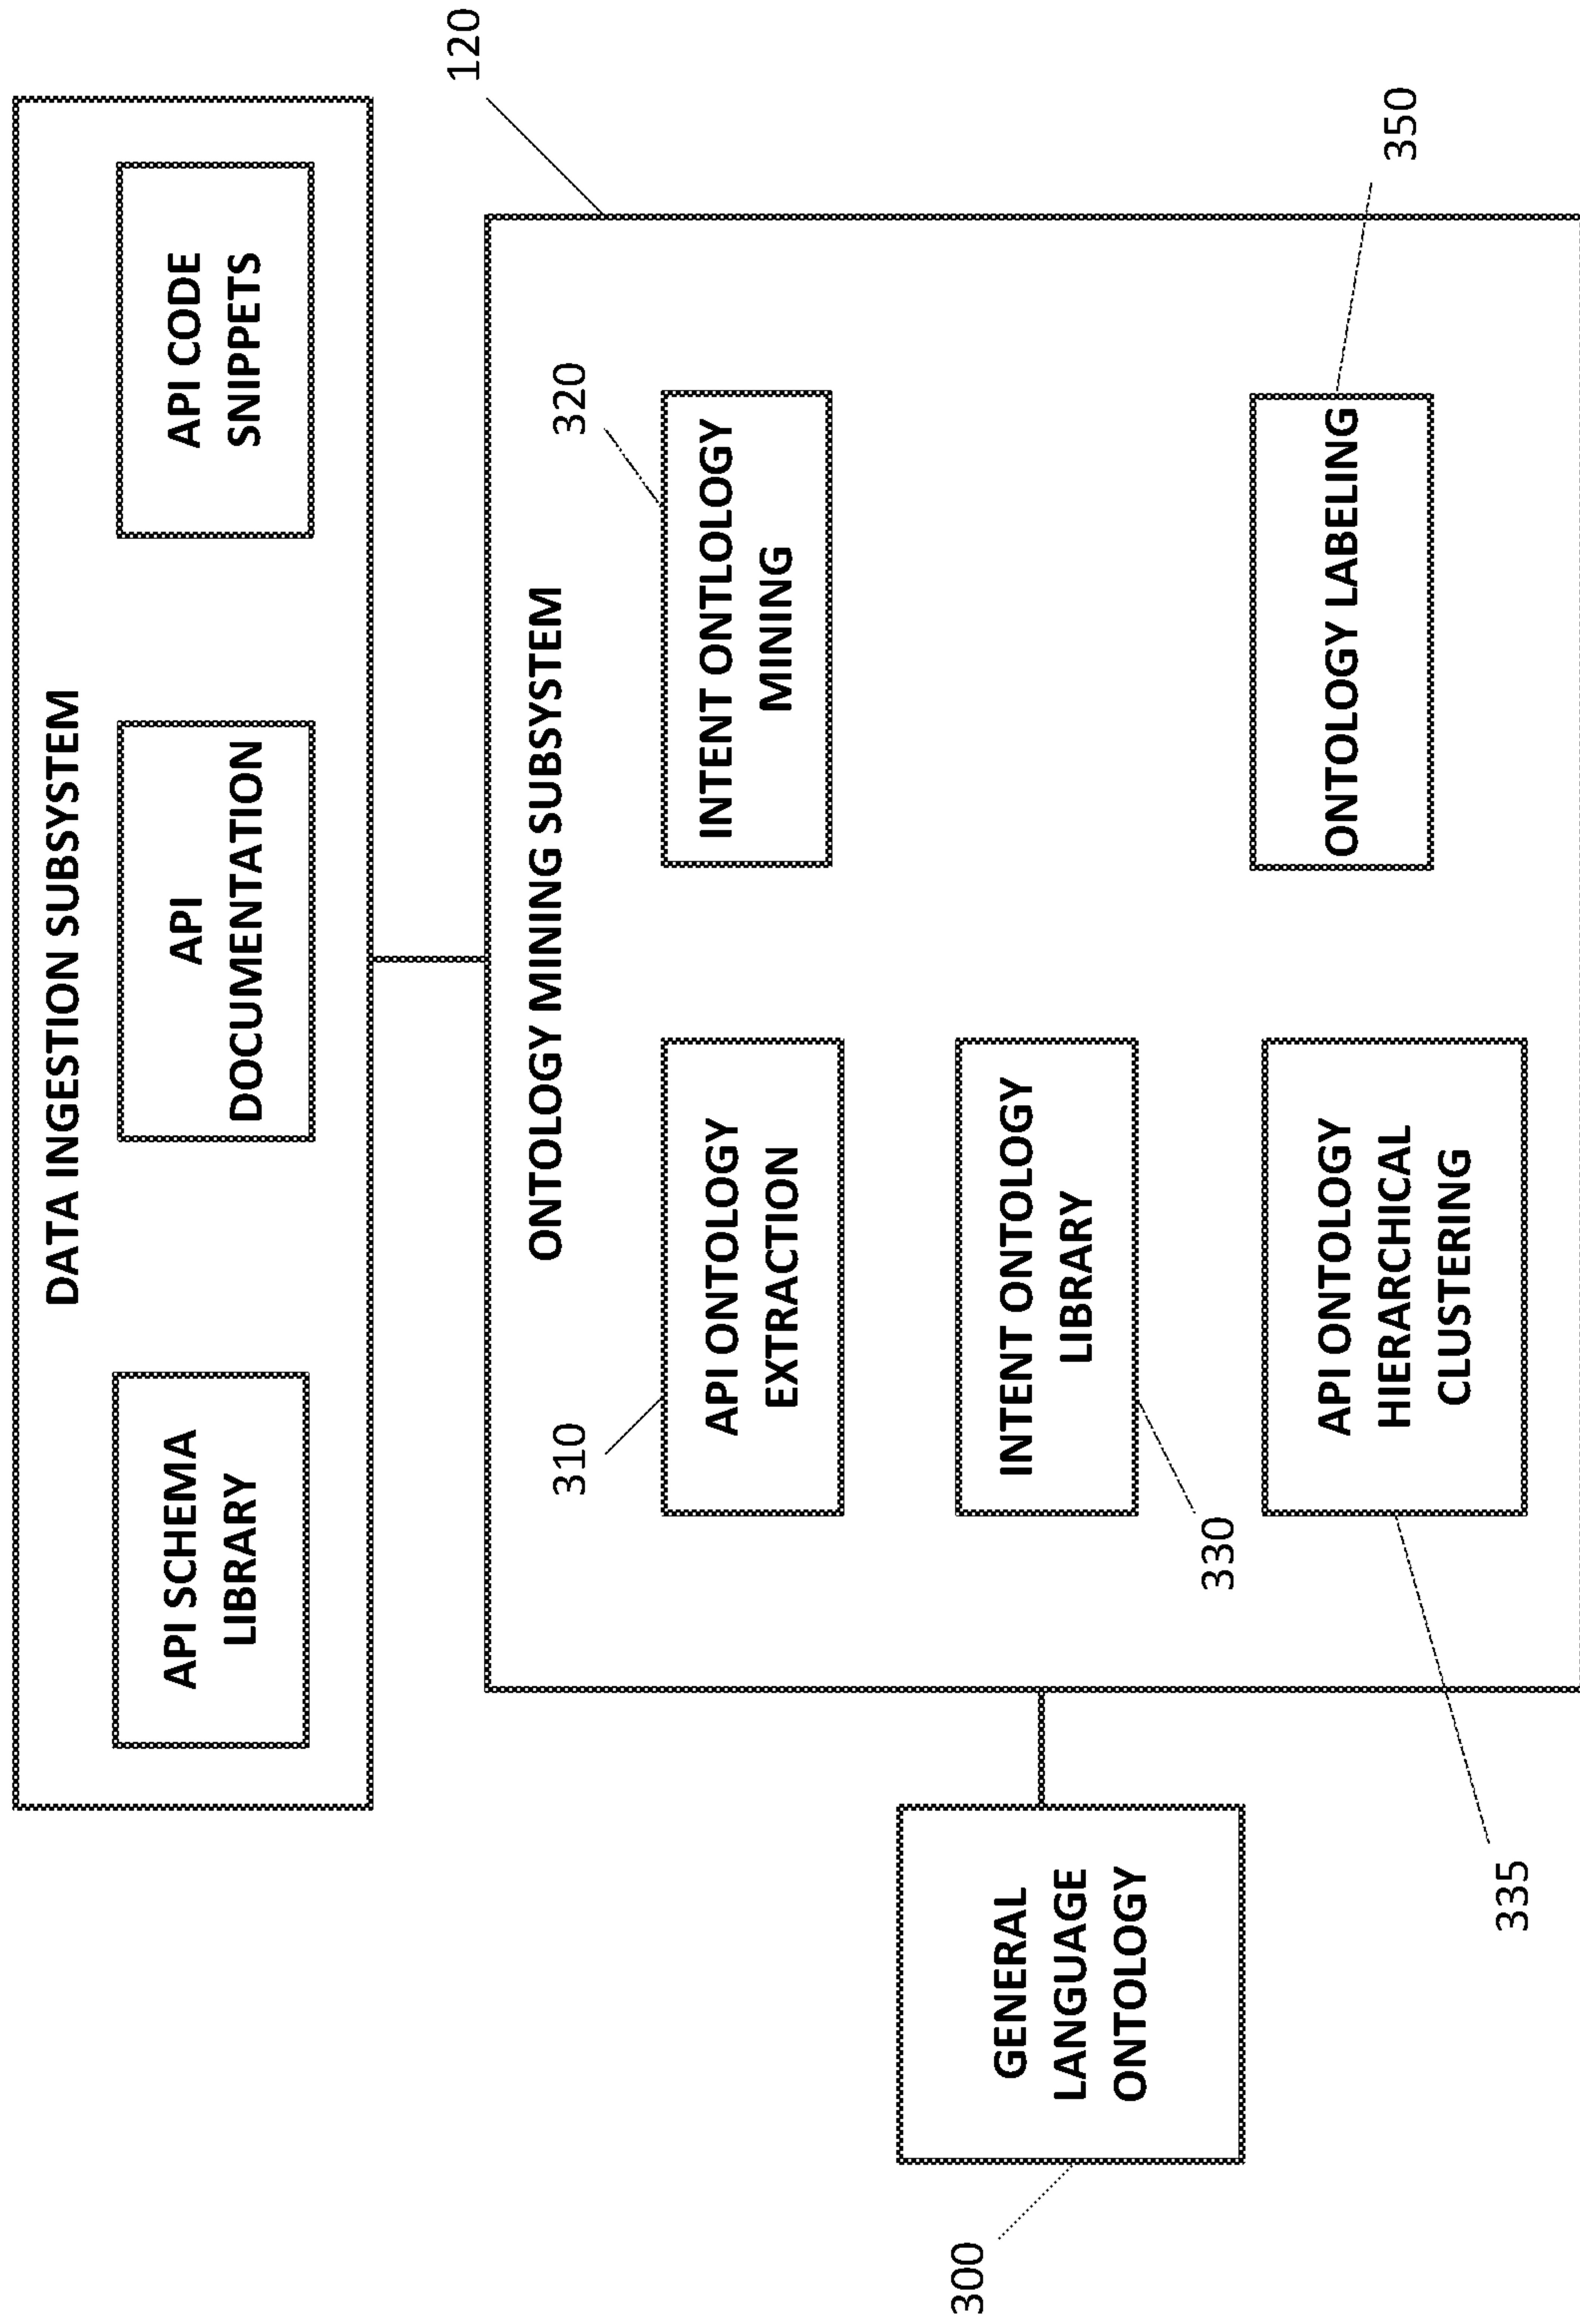 DATA INGESTION SUBSYSTEM
API SCHEMA
LIBRARY
API
DOCUMENTATION
API CODE
SNIPPETS
120
ONTOLOGY MINING SUBSYSTEM
310
API ONTOLOGY
EXTRACTION
320
INTENT ONTLOLOGY
MINING
INTENT ONTOLOGY
LIBRARY
330
API ONTOLOGY
HIERARCHICAL
CLUSTERING
335
ONTOLOGY LABELING
350
GENERAL
LANGUAGE
ONTOLOGY
300